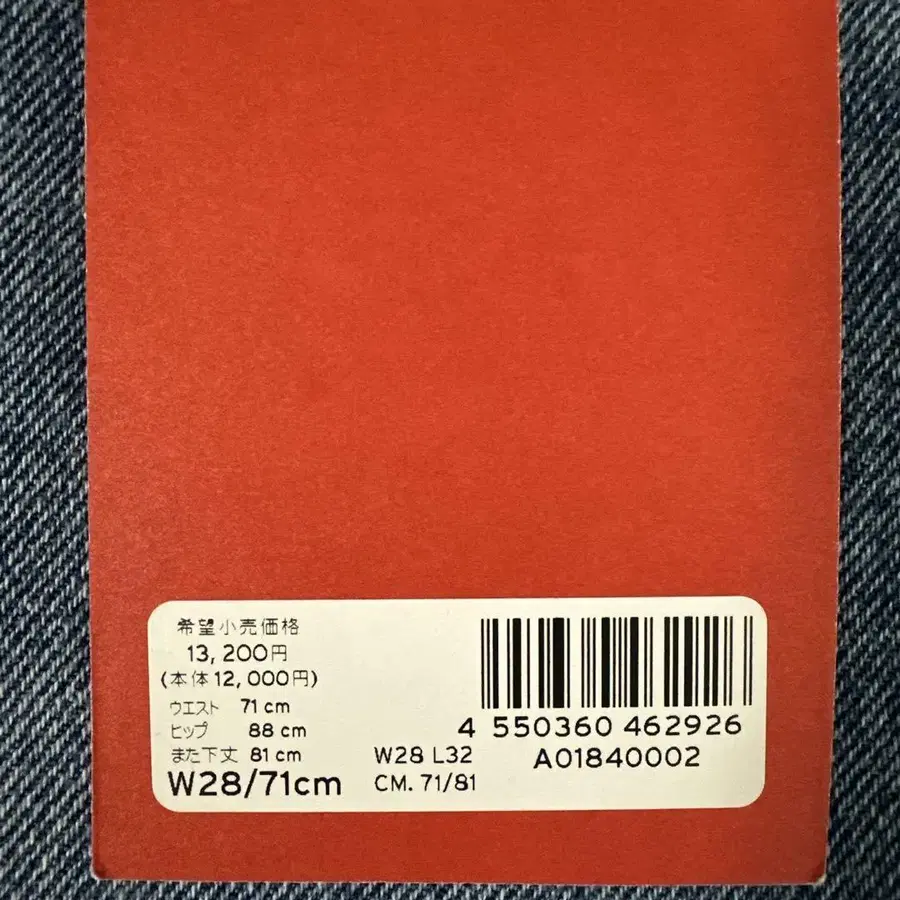 希望小売価格
13,200円
(本体12,000円)
ウエスト 71 cm
ヒップ 88 cm
また下丈 81 cm
W28/71cm
W28 L32
CM. 71/81
4 550360 462926
A01840002